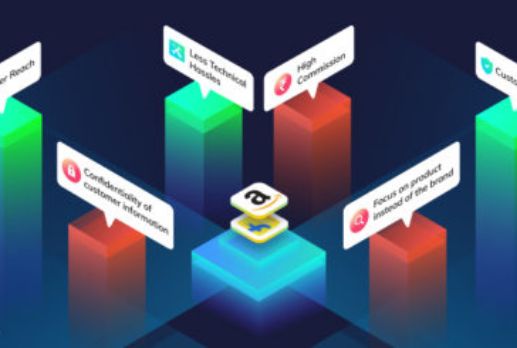 er Reach
Less Technical
Hassles
High
Commission
Custo
Confidentiality of
customer information
Focus on product
instead of the brand
a
f